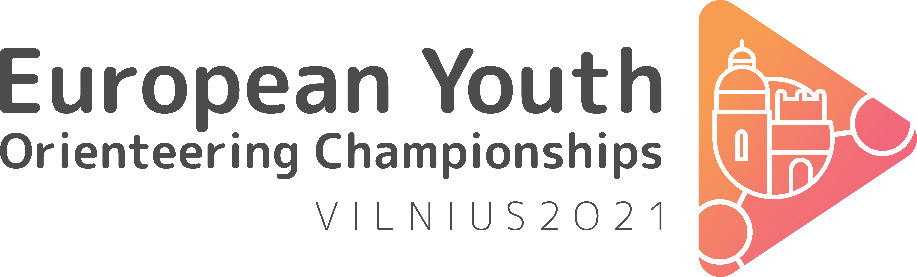 European Youth
Orienteering Championships
VILNIUS2021